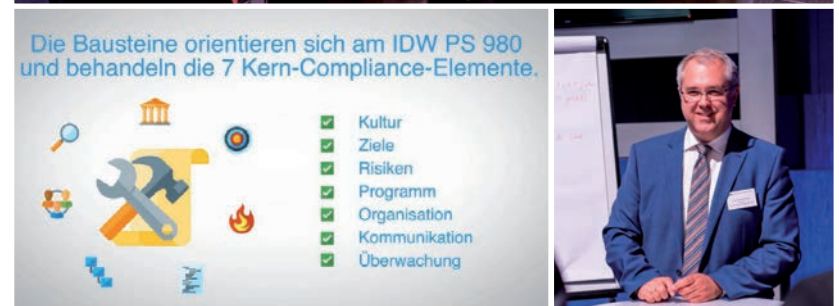 Die Bausteine orientieren sich am IDW PS 980
und behandeln die 7 Kern-Compliance-Elemente.
Kultur
Ziele
Risiken
Programm
Organisation
Kommunikation
Überwachung